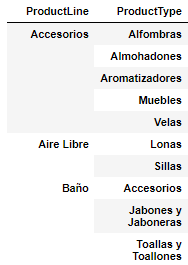 ProductLine ProductType
Accesorios Alfombras
Almohadones
Aromatizadores
Muebles
Velas
Aire Libre Lonas
Sillas
Baño Accesorios
Jabones y
Jaboneras
Toallas y
Toallones